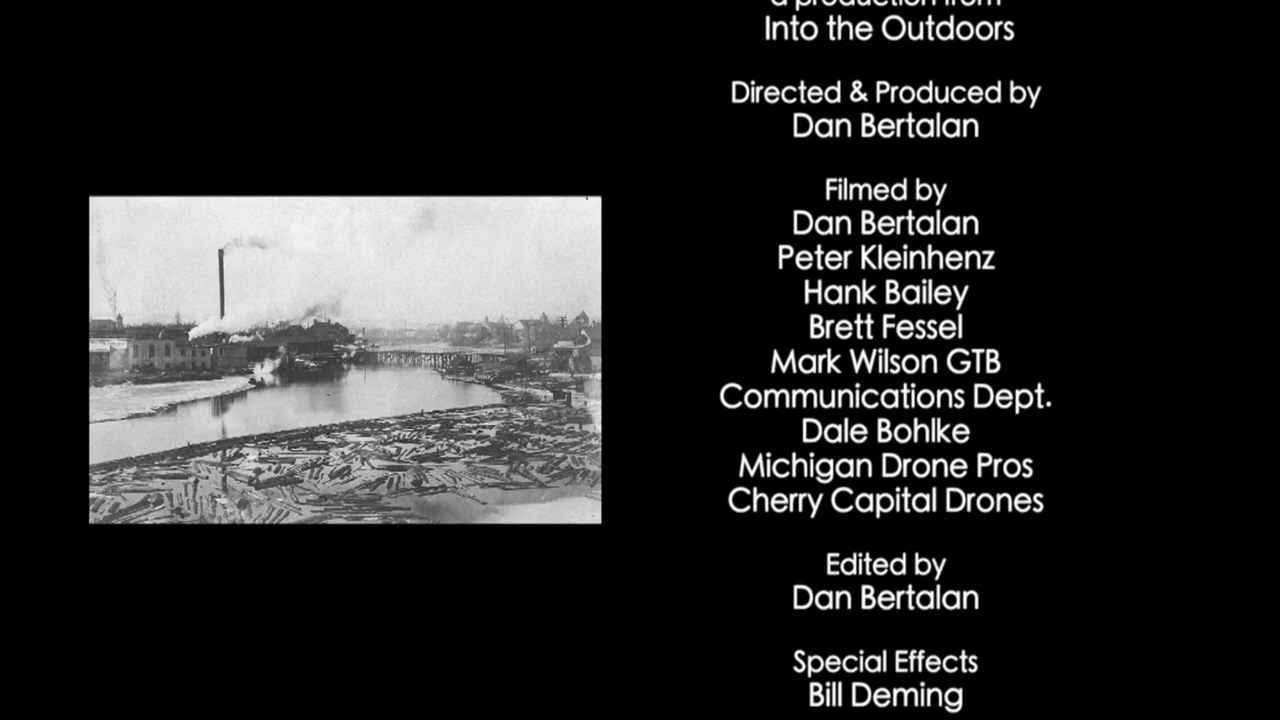 a production from
Into the Outdoors
Directed & Produced by
Dan Bertalan
Filmed by
Dan Bertalan
Peter Kleinhenz
Hank Bailey
Brett Fessel
Mark Wilson GTB
Communications Dept.
Dale Bohlke
Michigan Drone Pros
Cherry Capital Drones
Edited by
Dan Bertalan
Special Effects
Bill Deming